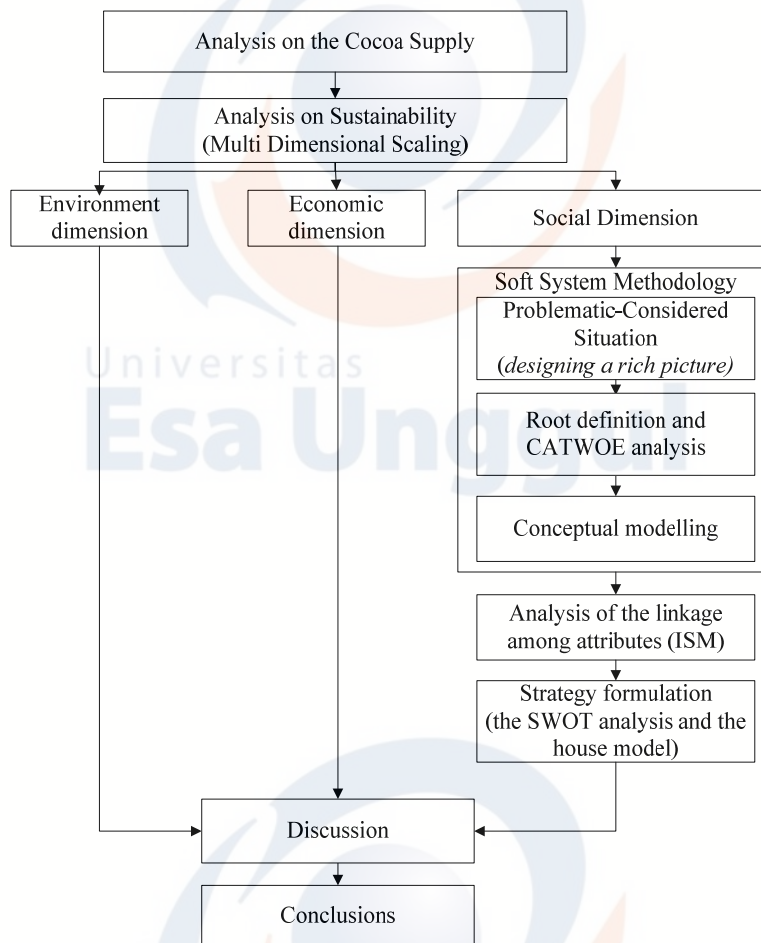 Analysis on the Cocoa Supply
Analysis on Sustainability
(Multi Dimensional Scaling)
Environment
dimension
Economic
dimension
Social Dimension
Soft System Methodology
Problematic-Considered
Situation
(designing a rich picture)
Universitas
Esa Unggul
Root definition and
CATWOE analysis
Conceptual modelling
Analysis of the linkage
among attributes (ISM)
Strategy formulation
(the SWOT analysis and the
house model)
Discussion
Conclusions